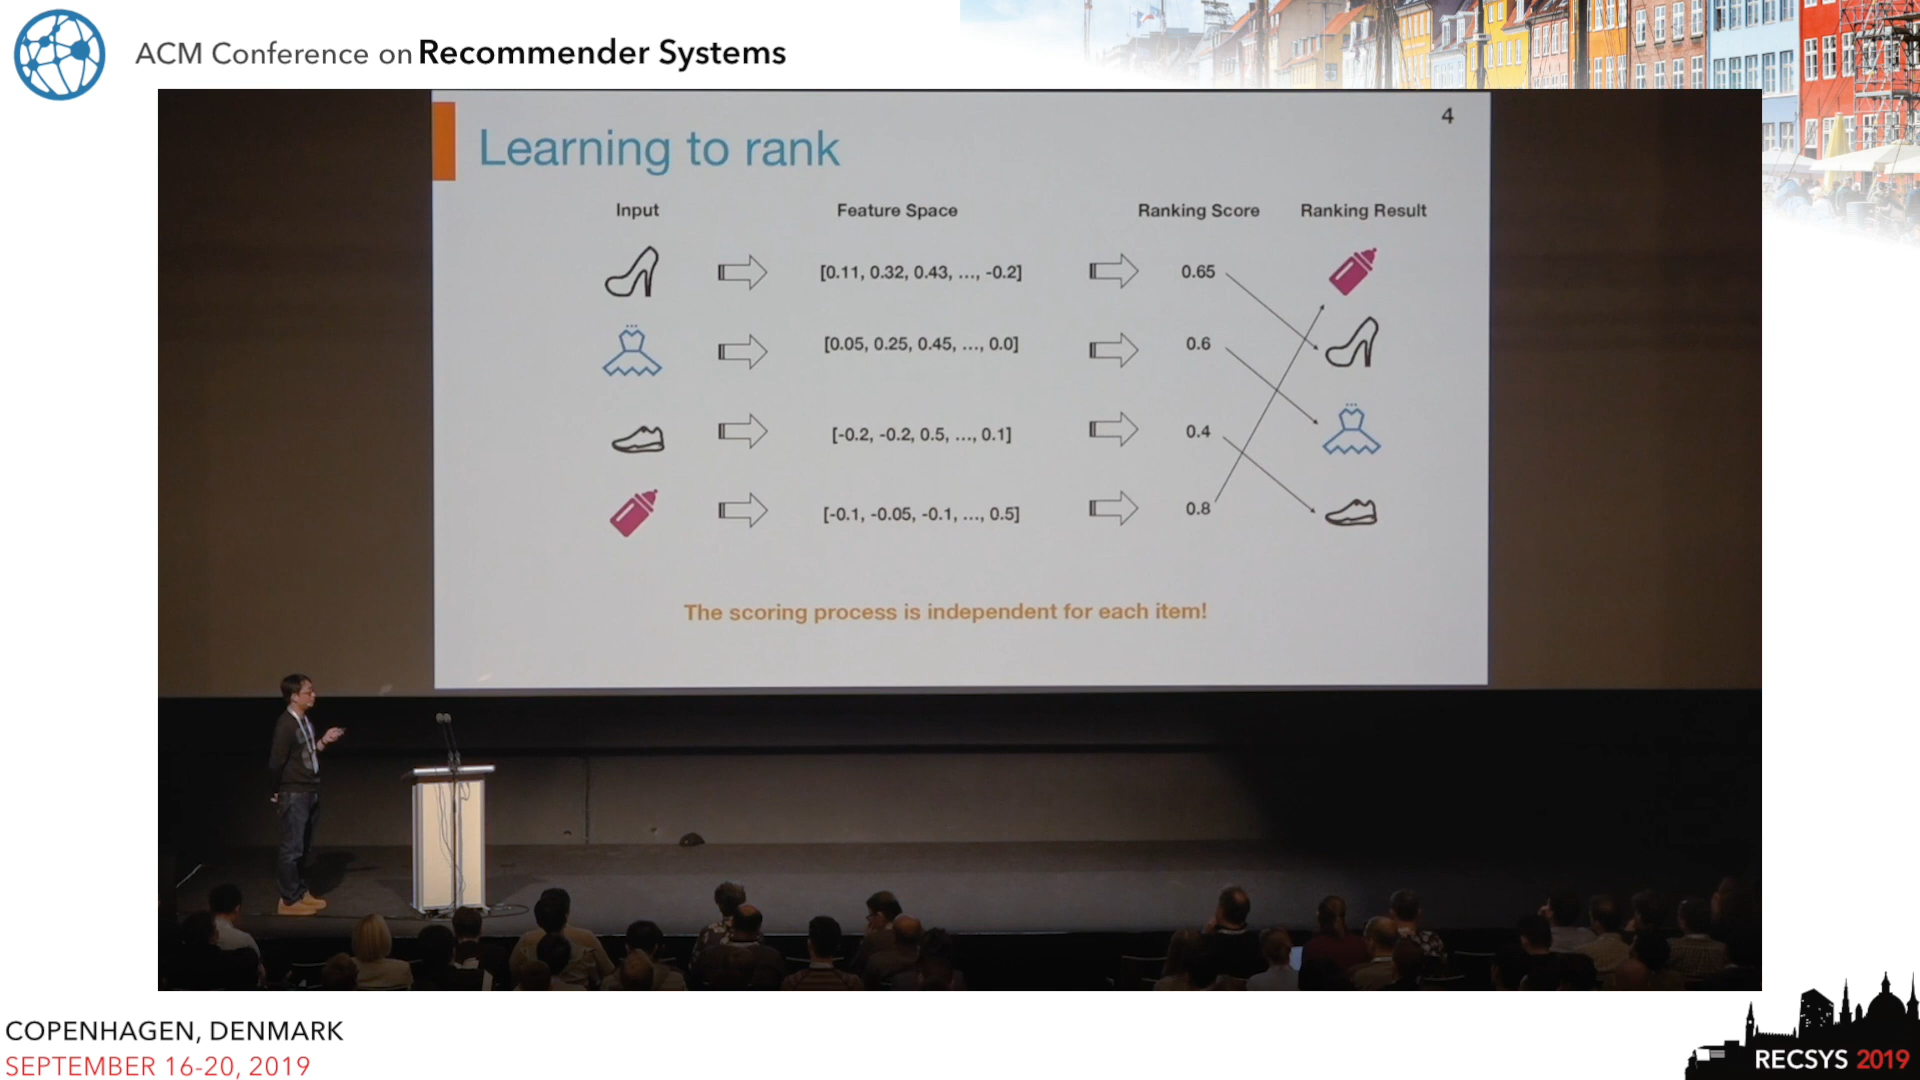 ACM Conference on Recommender Systems
4
Learning to rank
Input Feature Space Ranking Score Ranking Result
[0.11, 0.32, 0.43, ..., -0.2] 0.65
[0.05, 0.25, 0.45, ..., 0.0] 0.6
[-0.2, -0.2, 0.5, ..., 0.1] 0.4
[-0.1, -0.05, -0.1, ..., 0.5] 0.8
The scoring process is independent for each item!
COPENHAGEN, DENMARK
SEPTEMBER 16-20, 2019
RECSYS 2019